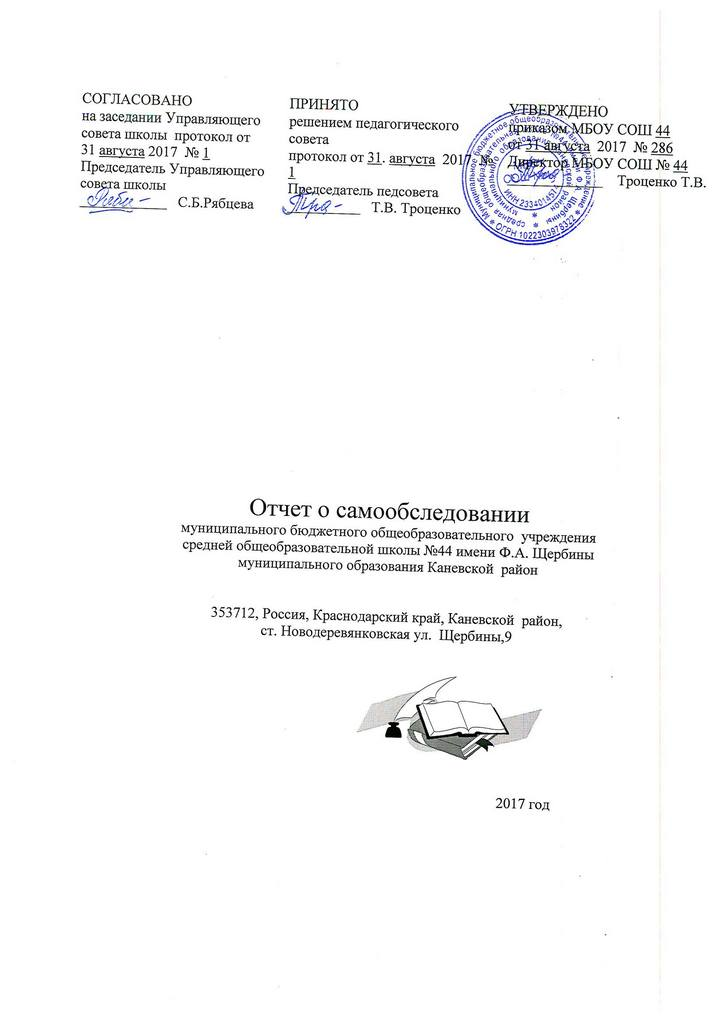 СОГЛАСОВАНО
на заседании Управляющего
совета школы протокол от
31 августа 2017 № 1
Председатель Управляющего
совета школы
С.Б.Рябцева
ПРИНЯТО
решением педагогического
совета
протокол от 31. августа 2017 №
1
Председатель педсовета
Т.В. Троценко
УТВЕРЖДЕНО
приказом МБОУ СОШ 44
от 31 августа 2017 № 286
Директор МБОУ СОШ № 44
Троценко Т.В.
ОГРН 1022303978322
Отчет о самообследовании
муниципального бюджетного общеобразовательного учреждения
средней общеобразовательной школы №44 имени Ф.А. Щербины
муниципального образования Каневской район
353712, Россия, Краснодарский край, Каневской район,
ст. Новодеревянковская ул. Щербины,9
2017 год